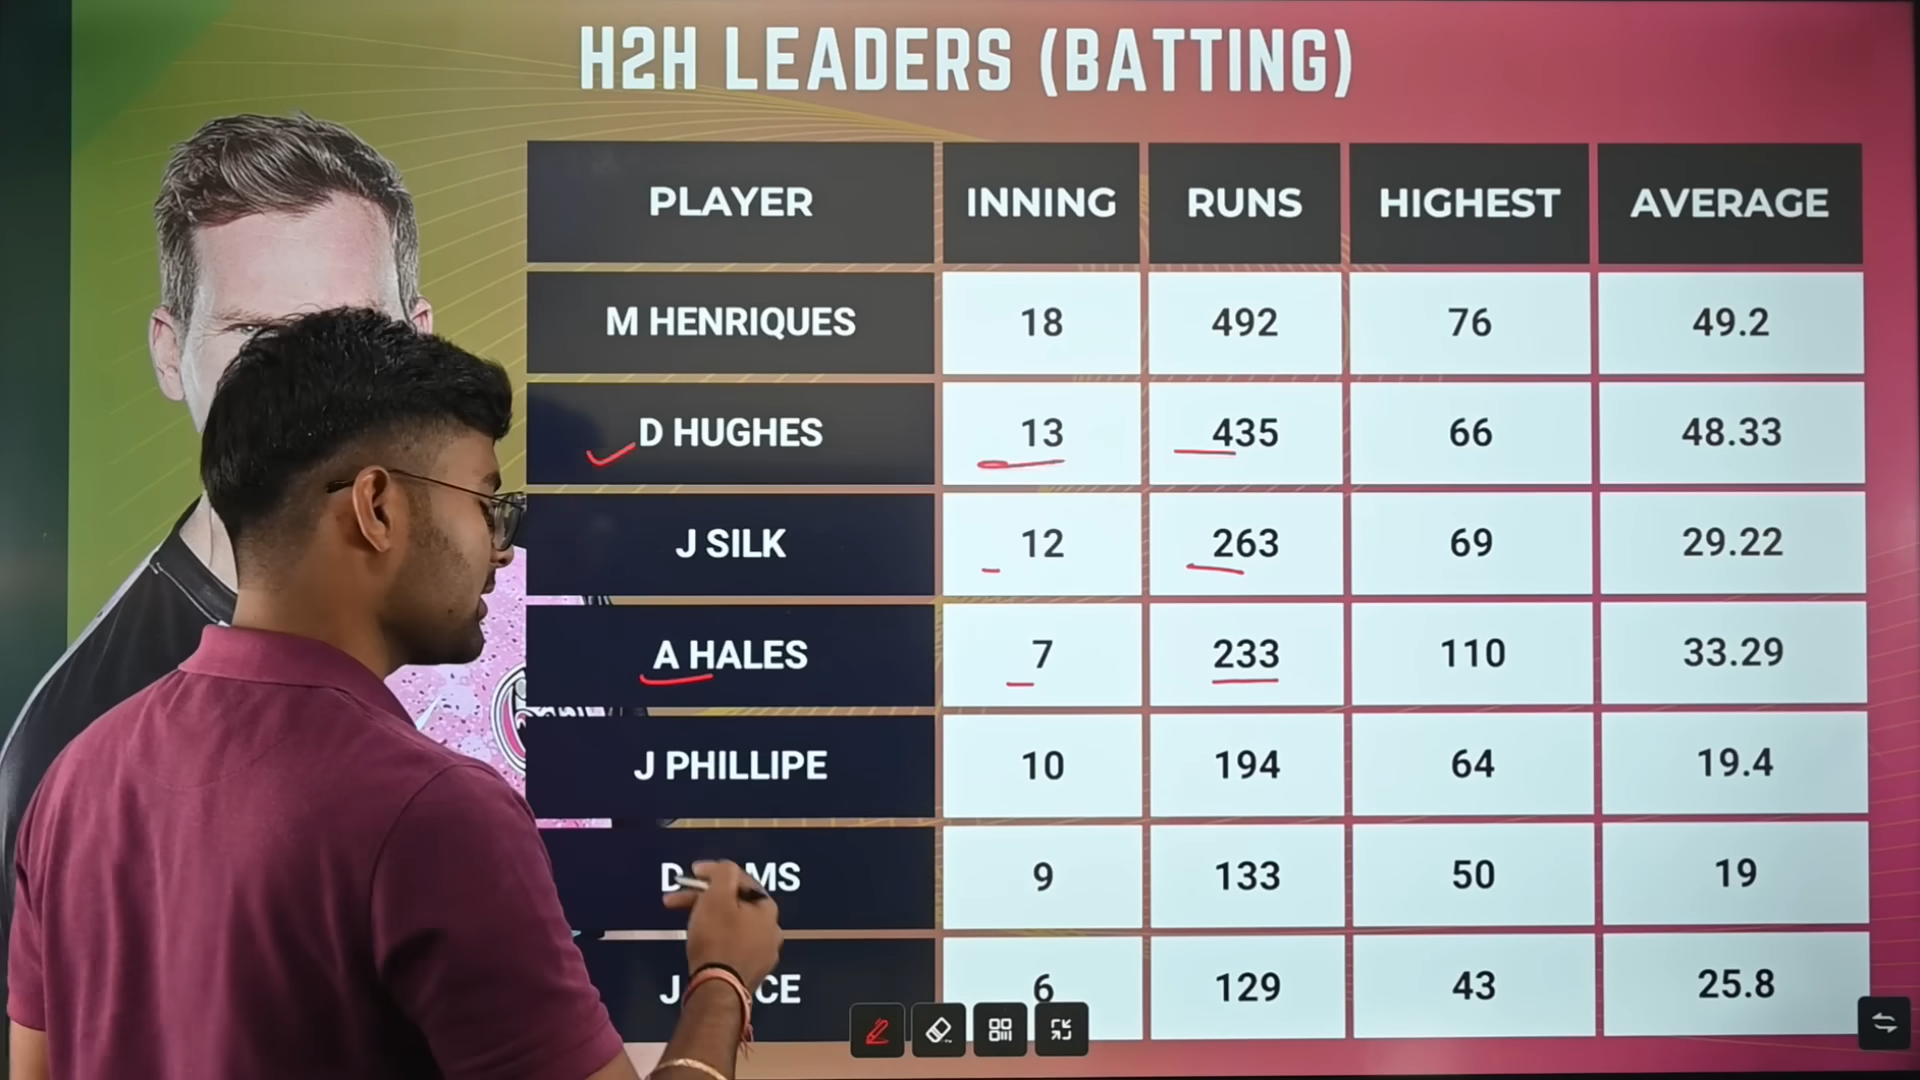 H2H LEADERS (BATTING)
PLAYER INNING RUNS HIGHEST AVERAGE
M HENRIQUES 18 492 76 49.2
D HUGHES 13 435 66 48.33
J SILK 12 263 69 29.22
A HALES 7 233 110 33.29
J PHILLIPE 10 194 64 19.4
9 133 50 19
6 129 43 25.8